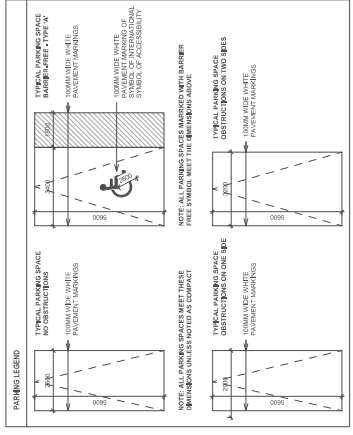 PARKING LEGEND
2600
5600
TYPICAL PARKING SPACE
NO OBSTRUCTIONS
100MM WIDE WHITE
PAVEMENT MARKINGS
NOTE: ALL PARKING SPACES MEET THESE
DIMENSIONS UNLESS NOTED AS COMPACT
3400
1500
5600
TYPICAL PARKING SPACE
BARRIER-FREE - TYPE 'A'
100MM WIDE WHITE
PAVEMENT MARKINGS
100MM WIDE WHITE
PAVEMENT MARKING OF
SYMBOL OF INTERNATIONAL
SYMBOL OF ACCESSIBILITY
NOTE: ALL PARKING SPACES MARRKED WITH BARRIER
FREE SYMBOL MEET THE DIMENSIONS ABOVE
2900
5600
TYPICAL PARKING SPACE
OBSTRUCTIONS ON ONE SIDE
100MM WIDE WHITE
PAVEMENT MARKINGS
3200
5600
TYPICAL PARKING SPACE
OBSTRUCTIONS ON TWO SIDES
100MM WIDE WHITE
PAVEMENT MARKINGS